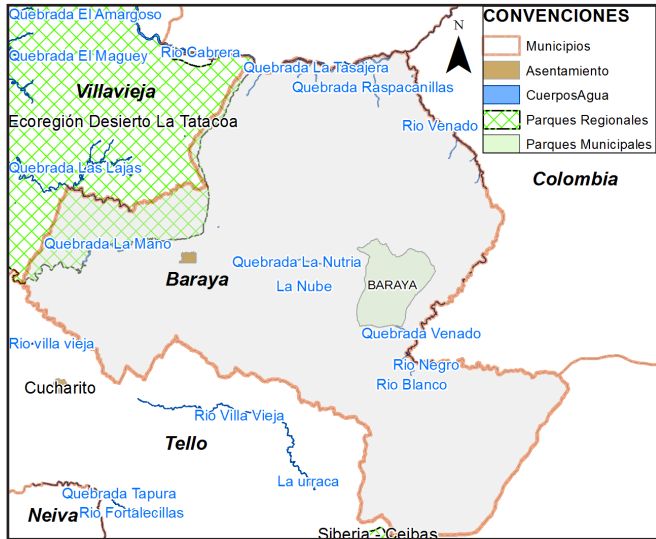 Quebrada El Amargoso
N
CONVENCIONES
Municipios
Asentamiento
CuerposAgua
Parques Regionales
Parques Municipales
Quebrada El Maguey
Rio Cabrera
Quebrada La Tasajera
Villavieja
Quebrada Raspacanillas
Ecoregión Desierto La Tatacoa
Rio Venado
Quebrada Las Lajas
Colombia
Quebrada La Mano
Quebrada La Nutria
Baraya
La Nube
BARAYA
Quebrada Venado
Rio villa vieja
Rio Negro
Rio Blanco
Cucharito
Rio Villa Vieja
Tello
La urraca
Quebrada Tapura
Neiva
Rio Fortalecillas
Siberia - Ceibas